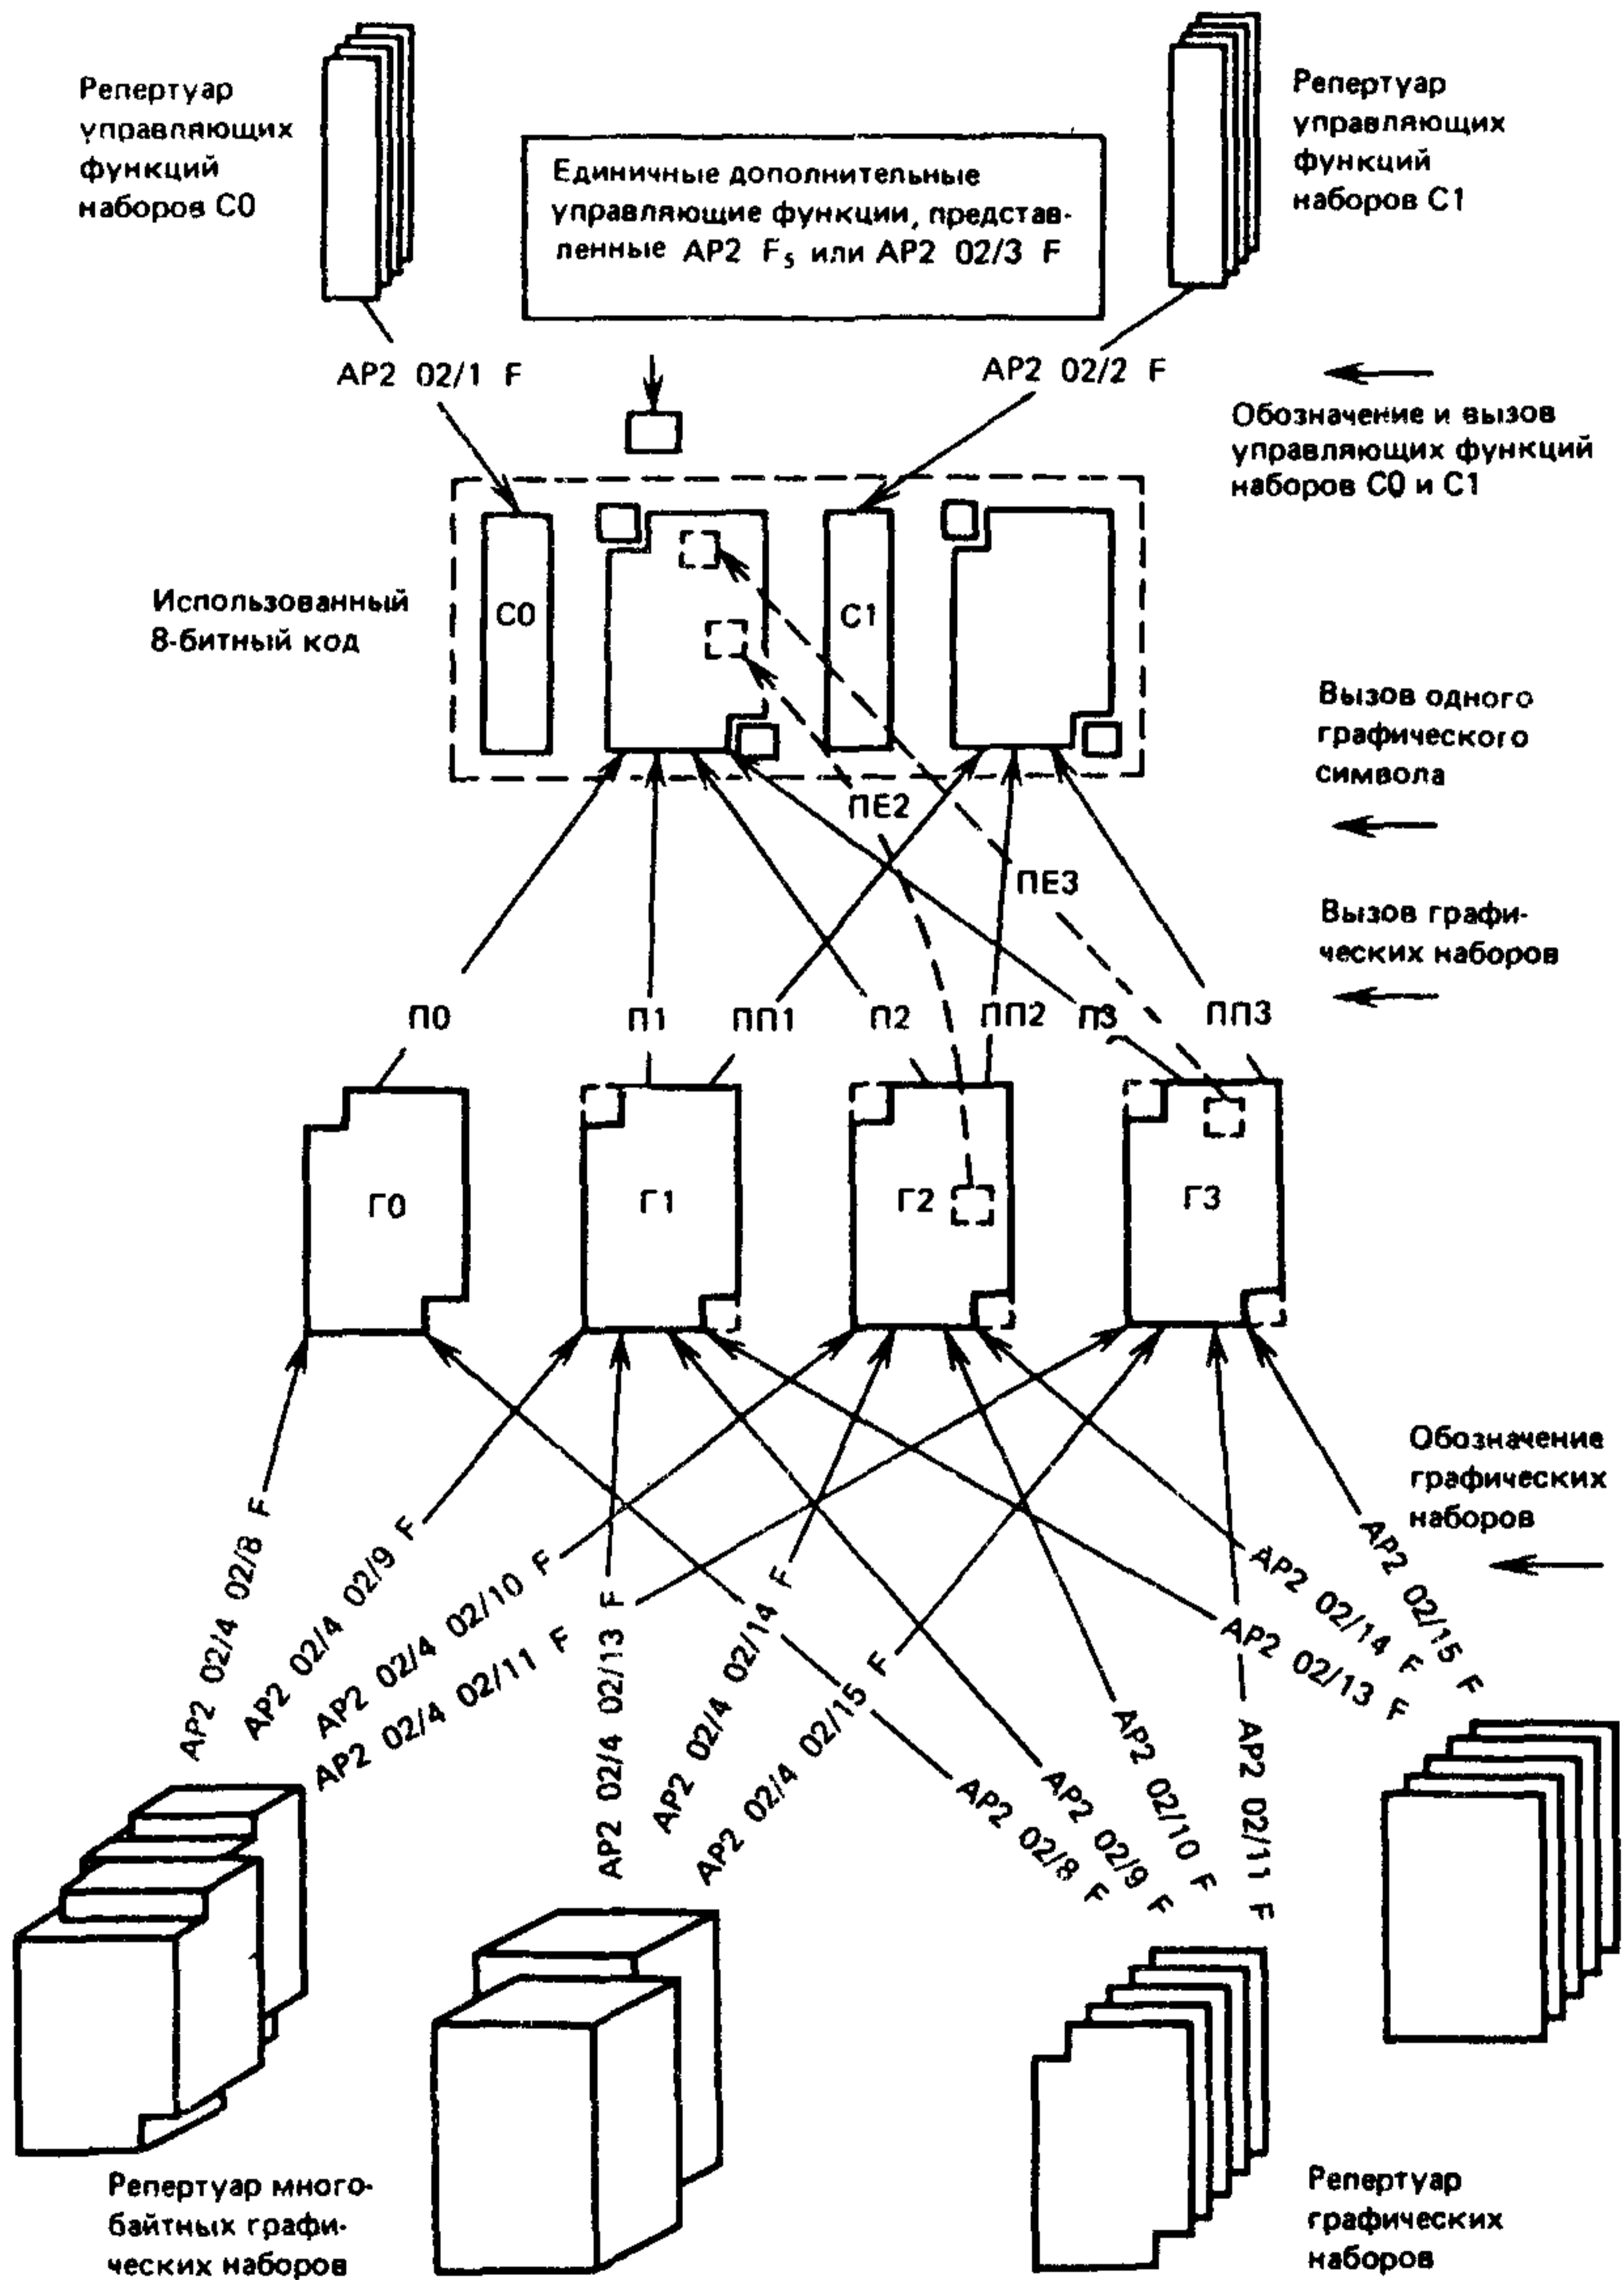 Репертуар
управляющих
функций
наборов С0
Единичные дополнительные
управляющие функции, представ-
ленные АР2 Fs или АР2 02/3 F
Репертуар
управляющих
функций
наборов С1
АР2 02/1 F
АР2 02/2 F
Обозначение и вызов
управляющих функций
наборов С0 и С1
Использованный
8-битный код
С0
С1
Вызов одного
графического
символа
ПЕ2
ПЕ3
Вызов графи-
ческих наборов
П0
П1
ПП1
П2
ПП2
П3
ПП3
Г0
Г1
Г2
Г3
Обозначение
графических
наборов
АР2 02/4 02/8 F
АР2 02/4 02/9 F
АР2 02/4 02/10 F
АР2 02/4 02/11 F
АР2 02/4 02/13 F
АР2 02/4 02/14 F
АР2 02/4 02/15 F
АР2 02/8 F
АР2 02/9 F
АР2 02/10 F
АР2 02/11 F
АР2 02/13 F
АР2 02/14 F
АР2 02/15 F
Репертуар много-
байтных графи-
ческих наборов
Репертуар
графических
наборов